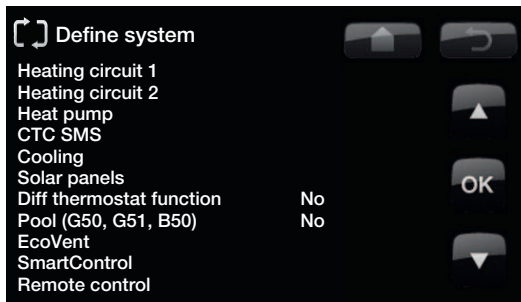 Define system
Heating circuit 1
Heating circuit 2
Heat pump
CTC SMS
Cooling
Solar panels
Diff thermostat function No
Pool (G50, G51, B50) No
EcoVent
SmartControl
Remote control
OK